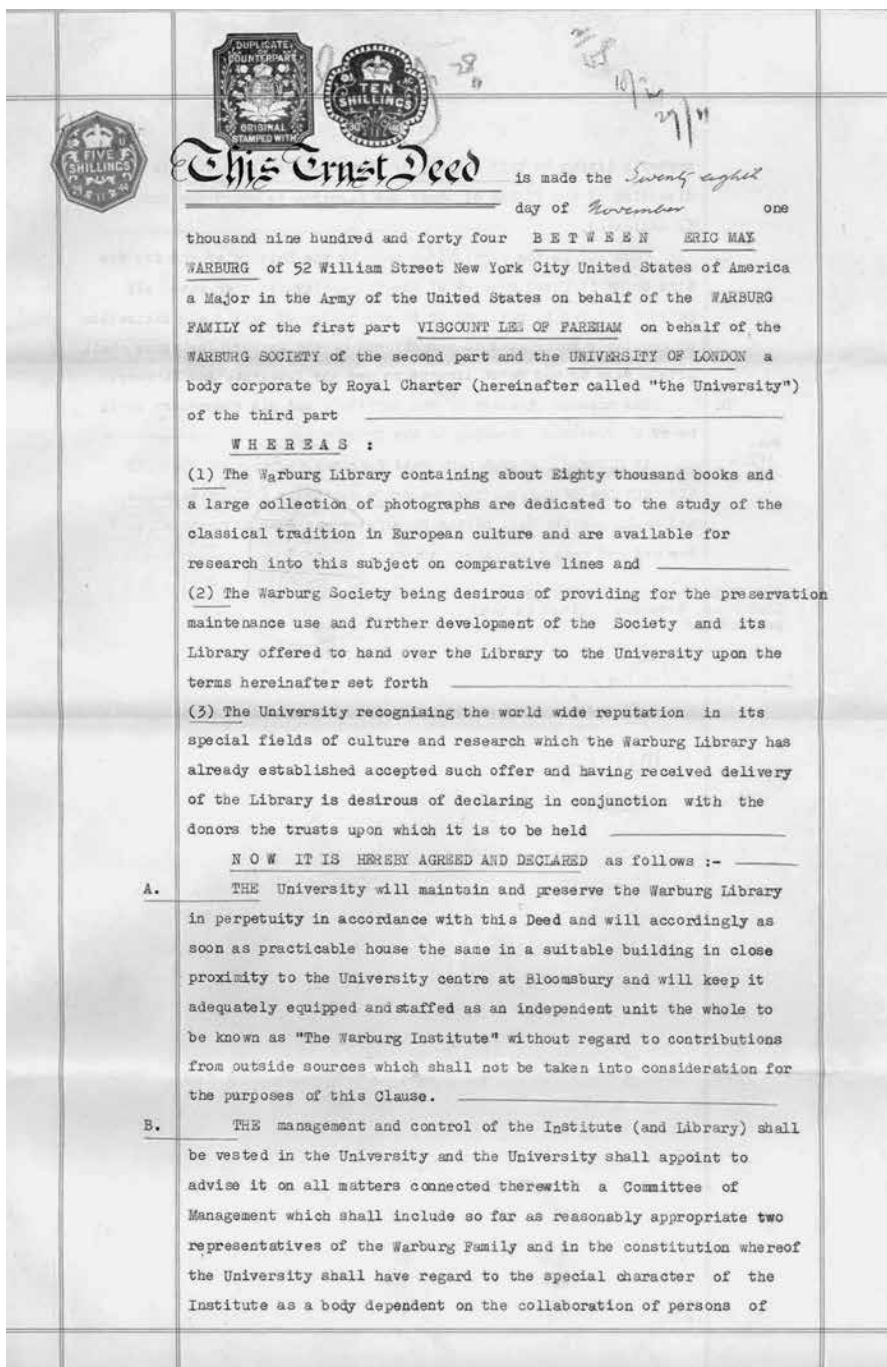 DUPLICATE
OR
COUNTERPART
ORIGINAL
STAMPED WITH
TEN
SHILLINGS
FIVE
SHILLINGS
28
29/11
This Trust Deed is made the Twenty eighth
day of November one
thousand nine hundred and forty four B E T W E E N ERIC MAX
WARBURG of 52 William Street New York City United States of America
a Major in the Army of the United States on behalf of the WARBURG
FAMILY of the first part VISCOUNT LEE OF FAREHAM on behalf of the
WARBURG SOCIETY of the second part and the UNIVERSITY OF LONDON a
body corporate by Royal Charter (hereinafter called "the University")
of the third part
W H E R E A S :
(1) The Warburg Library containing about Eighty thousand books and
a large collection of photographs are dedicated to the study of the
classical tradition in European culture and are available for
research into this subject on comparative lines and
(2) The Warburg Society being desirous of providing for the preservation
maintenance use and further development of the Society and its
Library offered to hand over the Library to the University upon the
terms hereinafter set forth
(3) The University recognising the world wide reputation in its
special fields of culture and research which the Warburg Library has
already established accepted such offer and having received delivery
of the Library is desirous of declaring in conjunction with the
donors the trusts upon which it is to be held
N O W IT IS HEREBY AGREED AND DECLARED as follows :-
A. THE University will maintain and preserve the Warburg Library
in perpetuity in accordance with this Deed and will accordingly as
soon as practicable house the same in a suitable building in close
proximity to the University centre at Bloomsbury and will keep it
adequately equipped and staffed as an independent unit the whole to
be known as "The Warburg Institute" without regard to contributions
from outside sources which shall not be taken into consideration for
the purposes of this Clause.
B. THE management and control of the Institute (and Library) shall
be vested in the University and the University shall appoint to
advise it on all matters connected therewith a Committee of
Management which shall include so far as reasonably appropriate two
representatives of the Warburg Family and in the constitution whereof
the University shall have regard to the special character of the
Institute as a body dependent on the collaboration of persons of